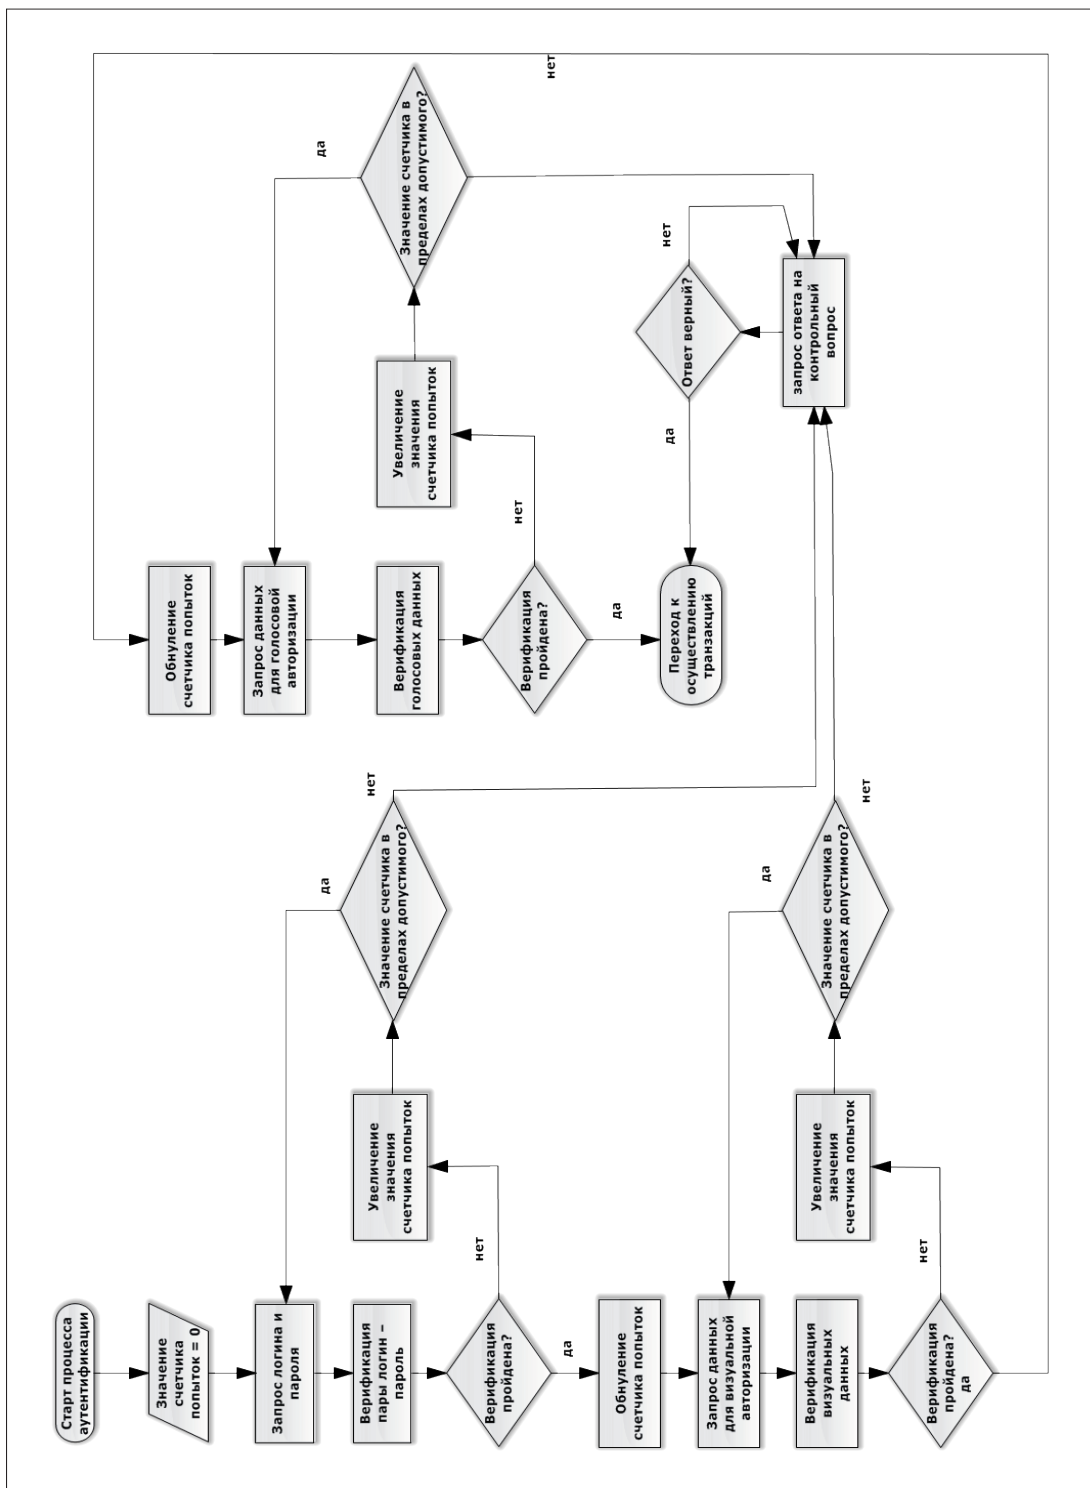 Старт процесса
аутентификации
Значение
счетчика
попыток = 0
Запрос логина и
пароля
Верификация
пары логин –
пароль
Верификация
пройдена?
нет
Увеличение
значения
счетчика попыток
Значение счетчика в
пределах допустимого?
да
нет
да
Обнуление
счетчика попыток
Запрос данных
для визуальной
авторизации
Верификация
визуальных
данных
Верификация
пройдена?
да
нет
Увеличение
значения
счетчика попыток
Значение счетчика в
пределах допустимого?
да
нет
Обнуление
счетчика попыток
Запрос данных
для голосовой
авторизации
Верификация
голосовых данных
Верификация
пройдена?
нет
Увеличение
значения
счетчика попыток
Значение счетчика в
пределах допустимого?
да
нет
да
Переход к
осуществлению
транзакций
да
Ответ верный?
нет
запрос ответа на
контрольный
вопрос